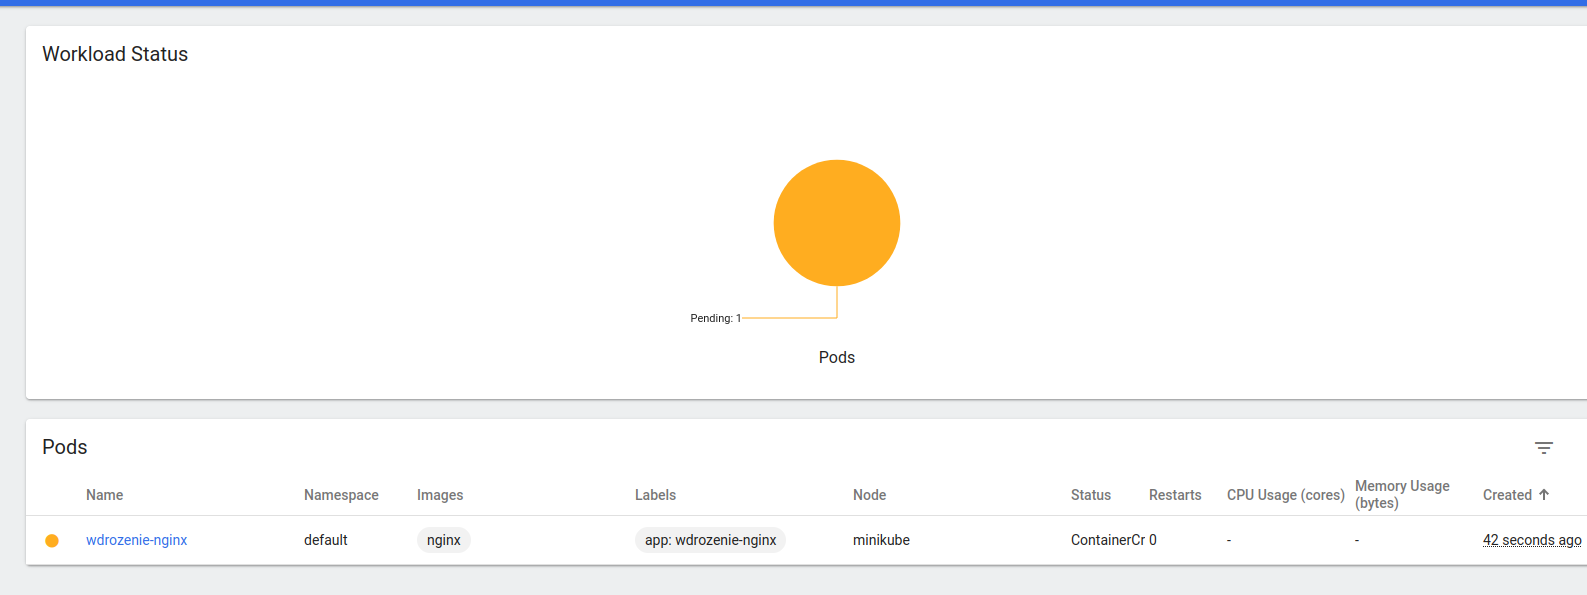 Workload Status
Pending: 1
Pods
Pods
Name Namespace Images Labels Node Status Restarts CPU Usage (cores) Memory Usage (bytes) Created
wdrozenie-nginx default nginx app: wdrozenie-nginx minikube ContainerCr 0 - - 42 seconds ago